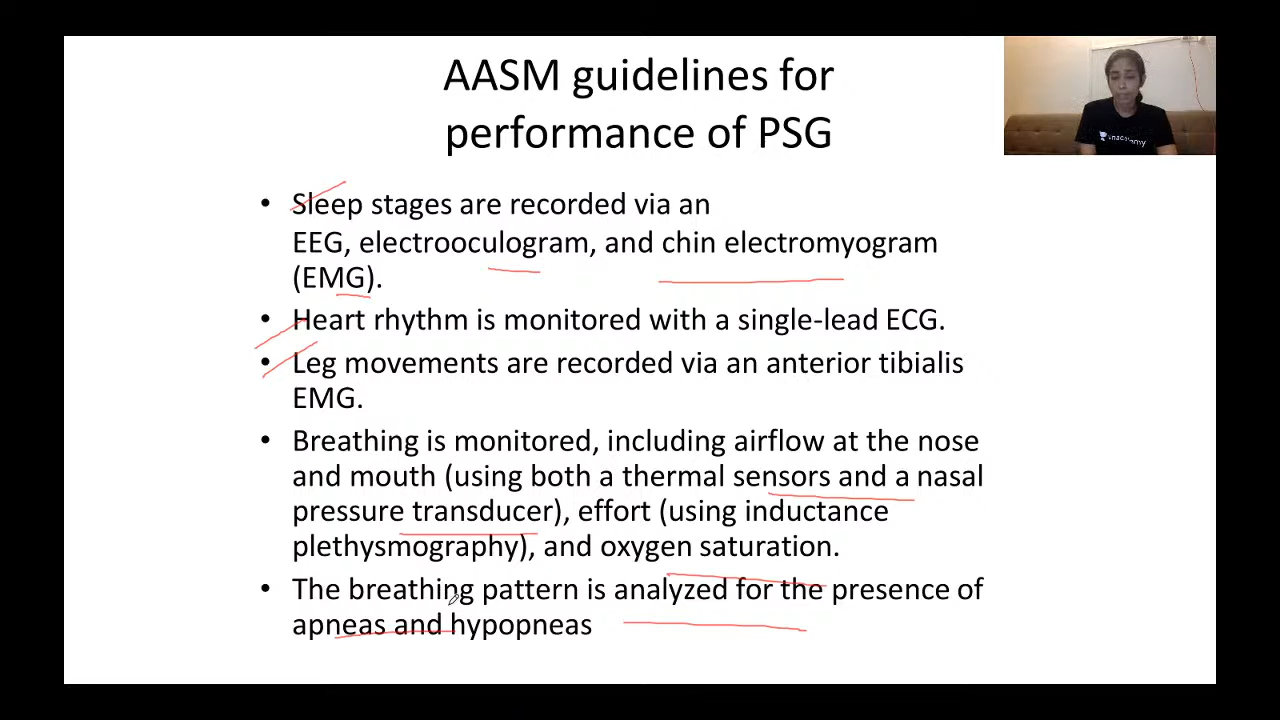 AASM guidelines for
performance of PSG
• Sleep stages are recorded via an
EEG, electrooculogram, and chin electromyogram
(EMG).
• Heart rhythm is monitored with a single-lead ECG.
• Leg movements are recorded via an anterior tibialis
EMG.
• Breathing is monitored, including airflow at the nose
and mouth (using both a thermal sensors and a nasal
pressure transducer), effort (using inductance
plethysmography), and oxygen saturation.
• The breathing pattern is analyzed for the presence of
apneas and hypopneas
unacademy